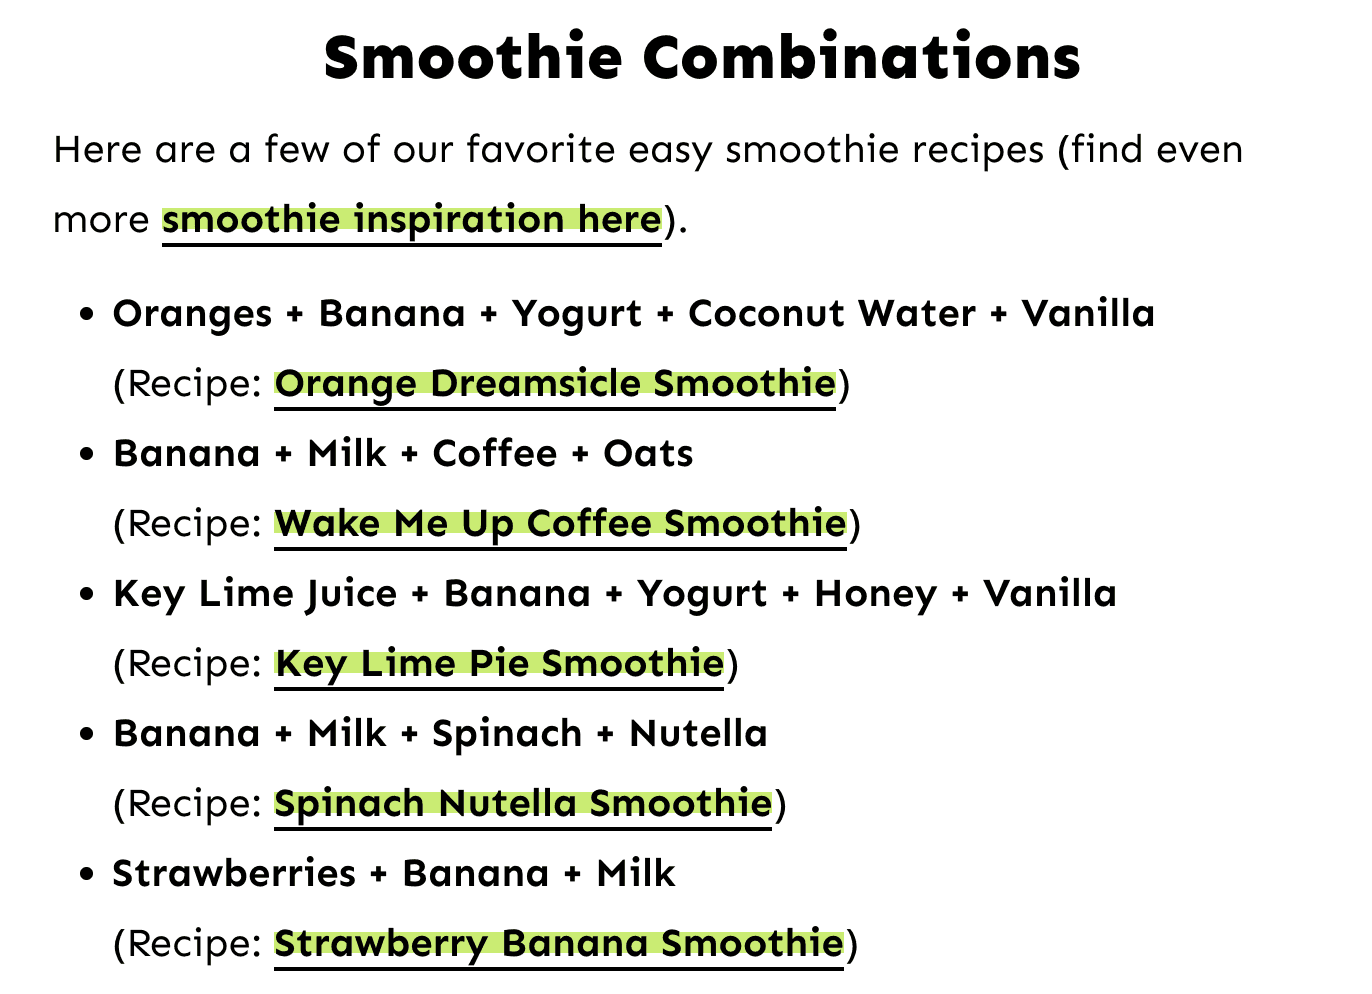 Smoothie Combinations
Here are a few of our favorite easy smoothie recipes (find even
more smoothie inspiration here).
• Oranges + Banana + Yogurt + Coconut Water + Vanilla
(Recipe: Orange Dreamsicle Smoothie)
• Banana + Milk + Coffee + Oats
(Recipe: Wake Me Up Coffee Smoothie)
• Key Lime Juice + Banana + Yogurt + Honey + Vanilla
(Recipe: Key Lime Pie Smoothie)
• Banana + Milk + Spinach + Nutella
(Recipe: Spinach Nutella Smoothie)
• Strawberries + Banana + Milk
(Recipe: Strawberry Banana Smoothie)